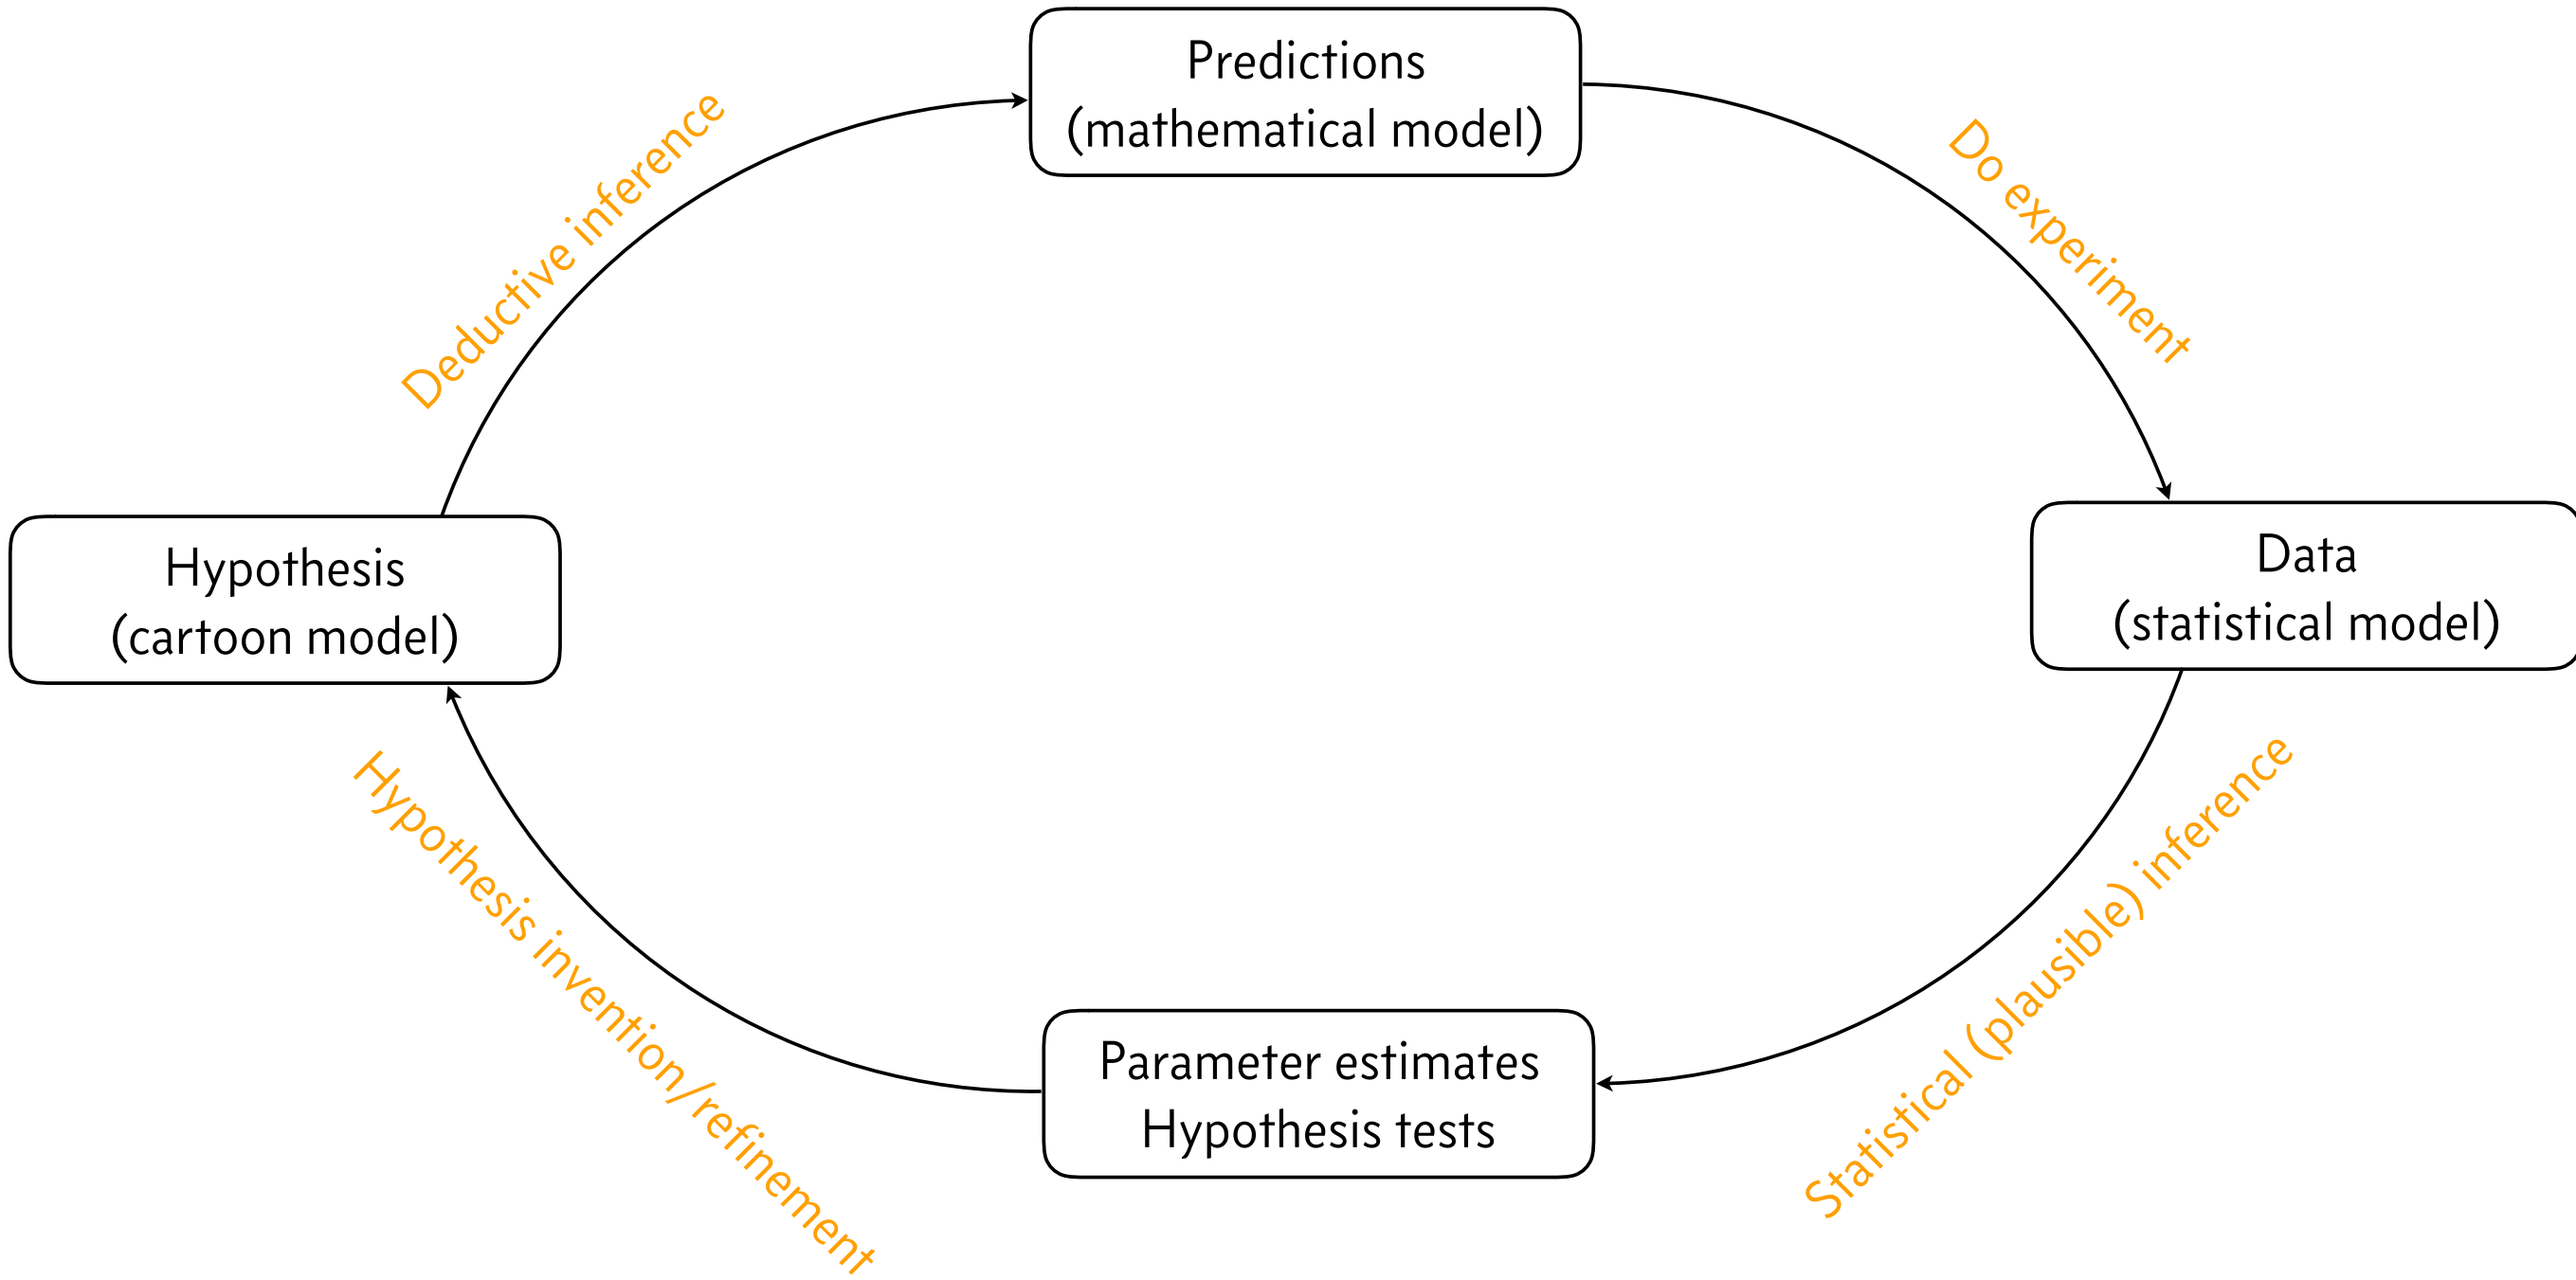 Predictions
(mathematical model)
Deductive inference
Do experiment
Hypothesis
(cartoon model)
Data
(statistical model)
Hypothesis invention/refinement
Statistical (plausible) inference
Parameter estimates
Hypothesis tests